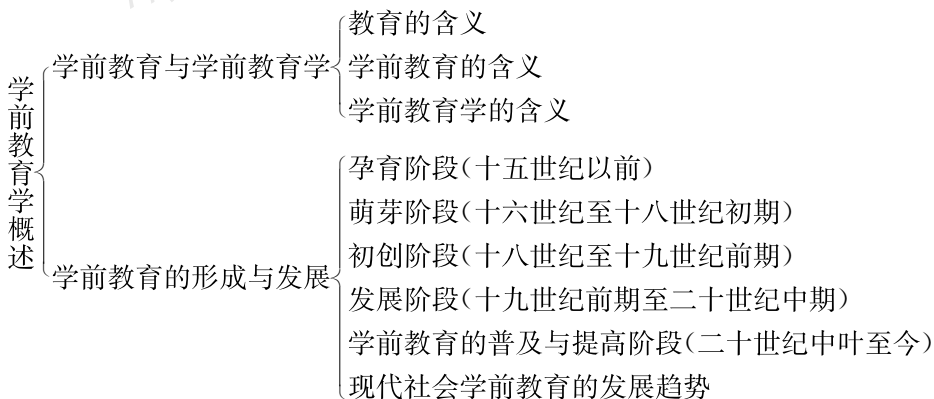 学前教育学概述
学前教育与学前教育学
教育的含义
学前教育的含义
学前教育学的含义
学前教育的形成与发展
孕育阶段(十五世纪以前)
萌芽阶段(十六世纪至十八世纪初期)
初创阶段(十八世纪至十九世纪前期)
发展阶段(十九世纪前期至二十世纪中期)
学前教育的普及与提高阶段(二十世纪中叶至今)
现代社会学前教育的发展趋势